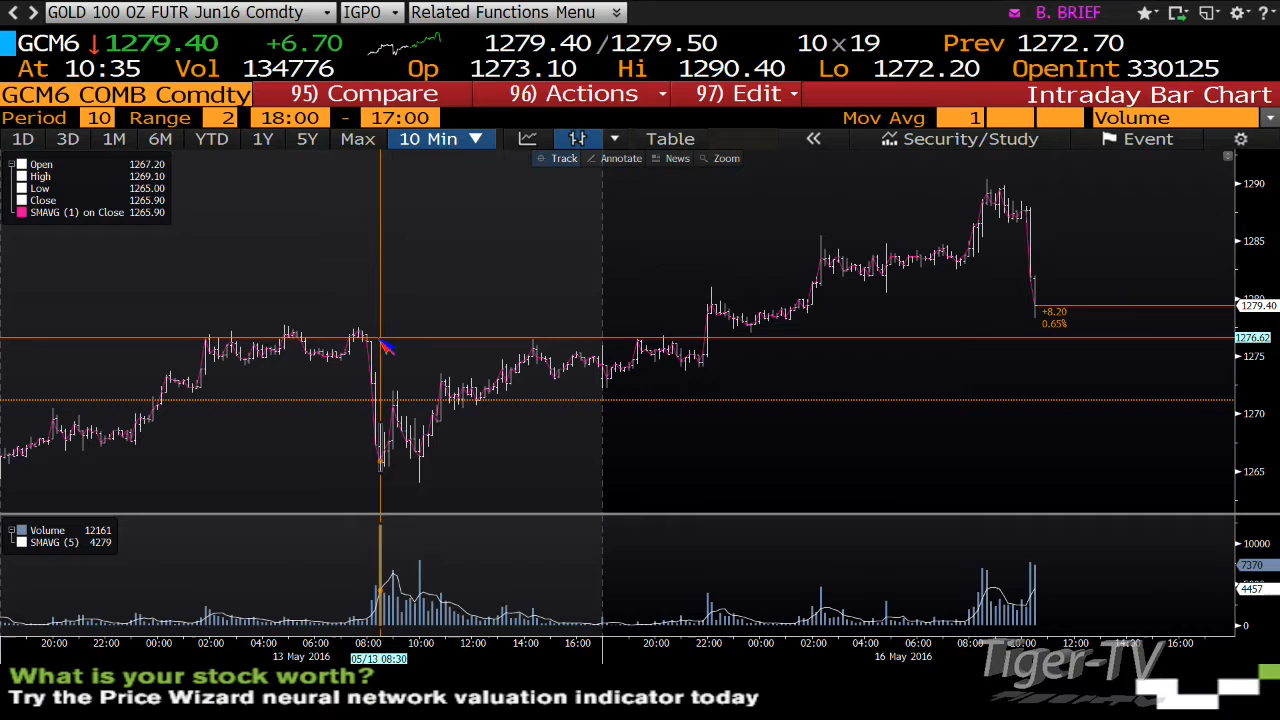 GOLD 100 OZ FUTR Jun16 Comdty IGPO Related Functions Menu B. BRIEF
GCM6 1279.40 +6.70 1279.40/1279.50 10x19 Prev 1272.70
At 10:35 Vol 134776 Op 1273.10 Hi 1290.40 Lo 1272.20 OpenInt 330125
GCM6 COMB Comdty 95) Compare 96) Actions 97) Edit Intraday Bar Chart
Period 10 Range 2 18:00 - 17:00 Mov Avg 1 Volume
1D 3D 1M 6M YTD 1Y 5Y Max 10 Min Table Security/Study Event
Track Annotate News Zoom
Open 1267.20
High 1269.10
Low 1265.00
Close 1265.90
SMAVG (1) on Close 1265.90
1290
1285
1280
1279.40
+8.20
0.65%
1276.62
1275
1270
1265
Volume 12161
SMAVG (5) 4279
10000
7370
4457
0
20:00 22:00 00:00 02:00 04:00 06:00 08:00 10:00 12:00 14:00 16:00 20:00 22:00 00:00 02:00 04:00 06:00 08:00 10:00 12:00 14:00 16:00
13 May 2016 05/13 08:30 16 May 2016
Tiger-TV
What is your stock worth?
Try the Price Wizard neural network valuation indicator today